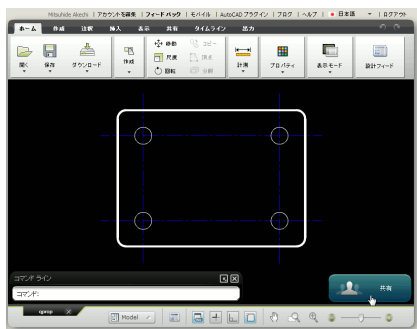 Mitsuhide Akechi | アカウントを編集 | フィードバック | モバイル | AutoCAD プラグイン | ブログ | ヘルプ | 日本語 | ログアウト
ホーム 作成 注釈 挿入 表示 共有 タイムライン 出力
開く 保存 ダウンロード 作成 移動 コピー 尺度 頂点 回転 分解 計測 プロパティ 表示モード 設計フィード
コマンド ライン
コマンド:
共有
qprop
Model